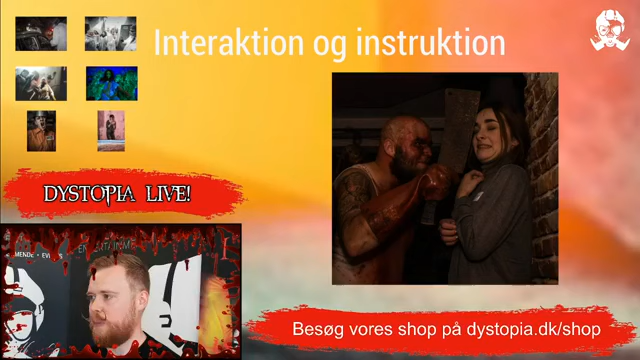 Interaktion og instruktion
DYSTOPIA LIVE!
Besøg vores shop på dystopia.dk/shop